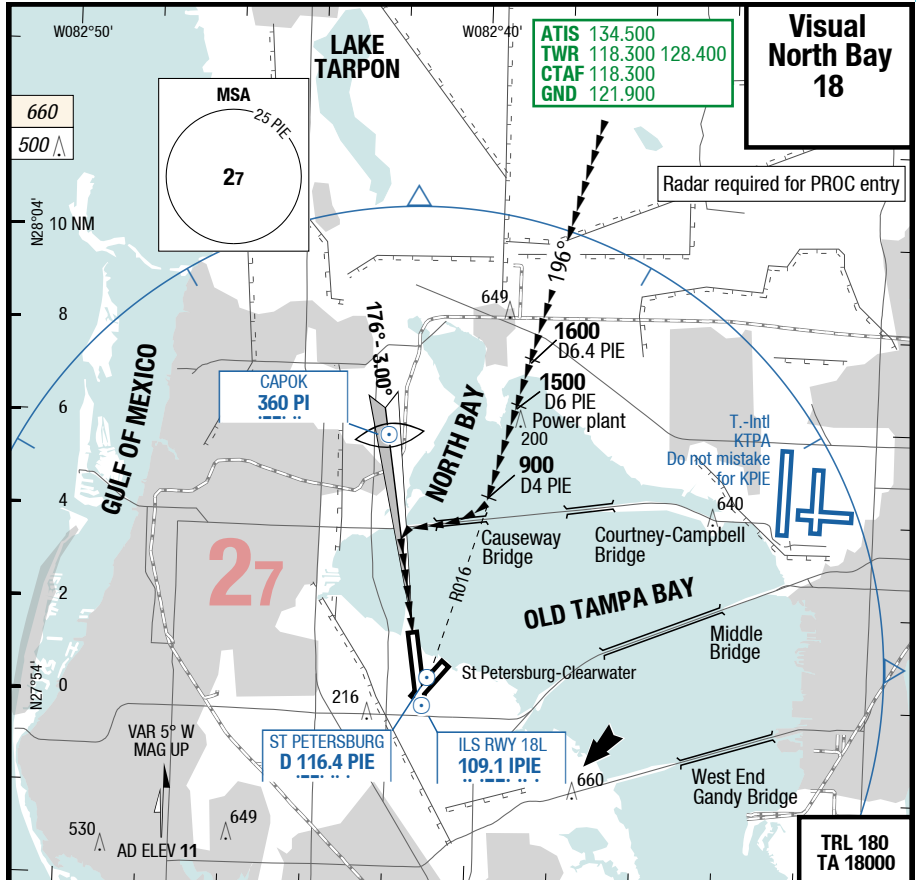 W082°50'
W082°40'
LAKE
TARPON
ATIS 134.500
TWR 118.300 128.400
CTAF 118.300
GND 121.900
Visual
North Bay
18
660
500
MSA
25 PIE
27
Radar required for PROC entry
N28°04'
10 NM
196°
649
8
176° - 3.00°
1600
D6.4 PIE
CAPOK
360 PI
1500
D6 PIE
6
Power plant
200
GULF OF MEXICO
NORTH BAY
T.-Intl
KTPA
Do not mistake
for KPIE
900
D4 PIE
4
640
Causeway
Bridge
Courtney-Campbell
Bridge
27
R016
OLD TAMPA BAY
2
Middle
Bridge
St Petersburg-Clearwater
N27°54'
0
216
VAR 5° W
MAG UP
ST PETERSBURG
D 116.4 PIE
ILS RWY 18L
109.1 IPIE
660
West End
Gandy Bridge
530
649
AD ELEV 11
TRL 180
TA 18000